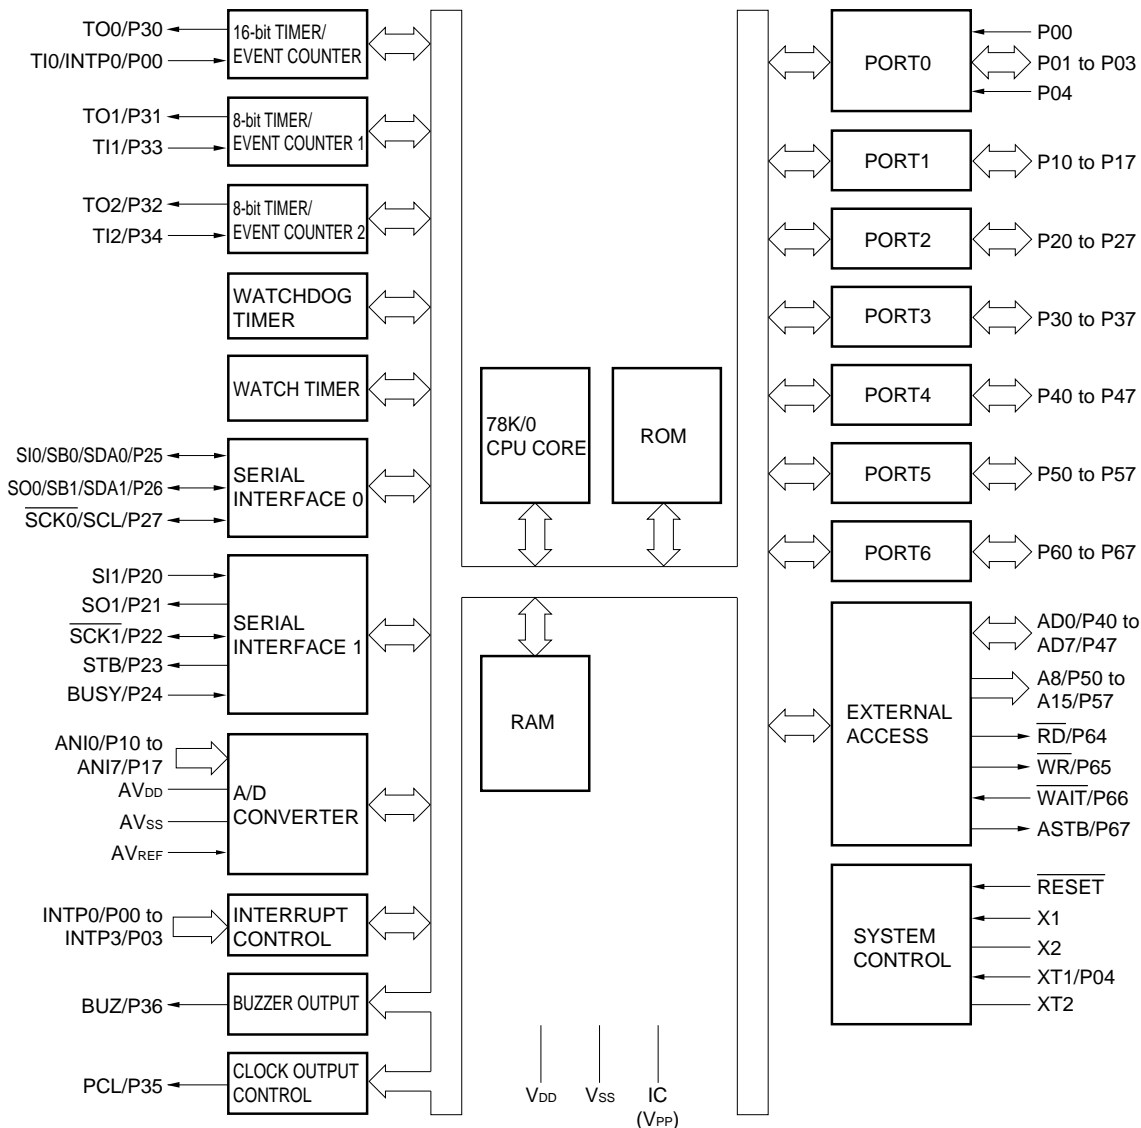 TO0/P30
TI0/INTP0/P00
16-bit TIMER/
EVENT COUNTER
TO1/P31
TI1/P33
8-bit TIMER/
EVENT COUNTER 1
TO2/P32
TI2/P34
8-bit TIMER/
EVENT COUNTER 2
WATCHDOG
TIMER
WATCH TIMER
SI0/SB0/SDA0/P25
SO0/SB1/SDA1/P26
S̅C̅K̅0̅/SCL/P27
SERIAL
INTERFACE 0
SI1/P20
SO1/P21
S̅C̅K̅1̅/P22
STB/P23
BUSY/P24
SERIAL
INTERFACE 1
ANI0/P10 to
ANI7/P17
AVDD
AVSS
AVREF
A/D
CONVERTER
INTP0/P00 to
INTP3/P03
INTERRUPT
CONTROL
BUZ/P36
BUZZER OUTPUT
PCL/P35
CLOCK OUTPUT
CONTROL
78K/0
CPU CORE
ROM
RAM
VDD
VSS
IC
(VPP)
PORT0
P00
P01 to P03
P04
PORT1
P10 to P17
PORT2
P20 to P27
PORT3
P30 to P37
PORT4
P40 to P47
PORT5
P50 to P57
PORT6
P60 to P67
EXTERNAL
ACCESS
AD0/P40 to
AD7/P47
A8/P50 to
A15/P57
R̅D̅/P64
W̅R̅/P65
W̅A̅I̅T̅/P66
ASTB/P67
SYSTEM
CONTROL
R̅E̅S̅E̅T̅
X1
X2
XT1/P04
XT2